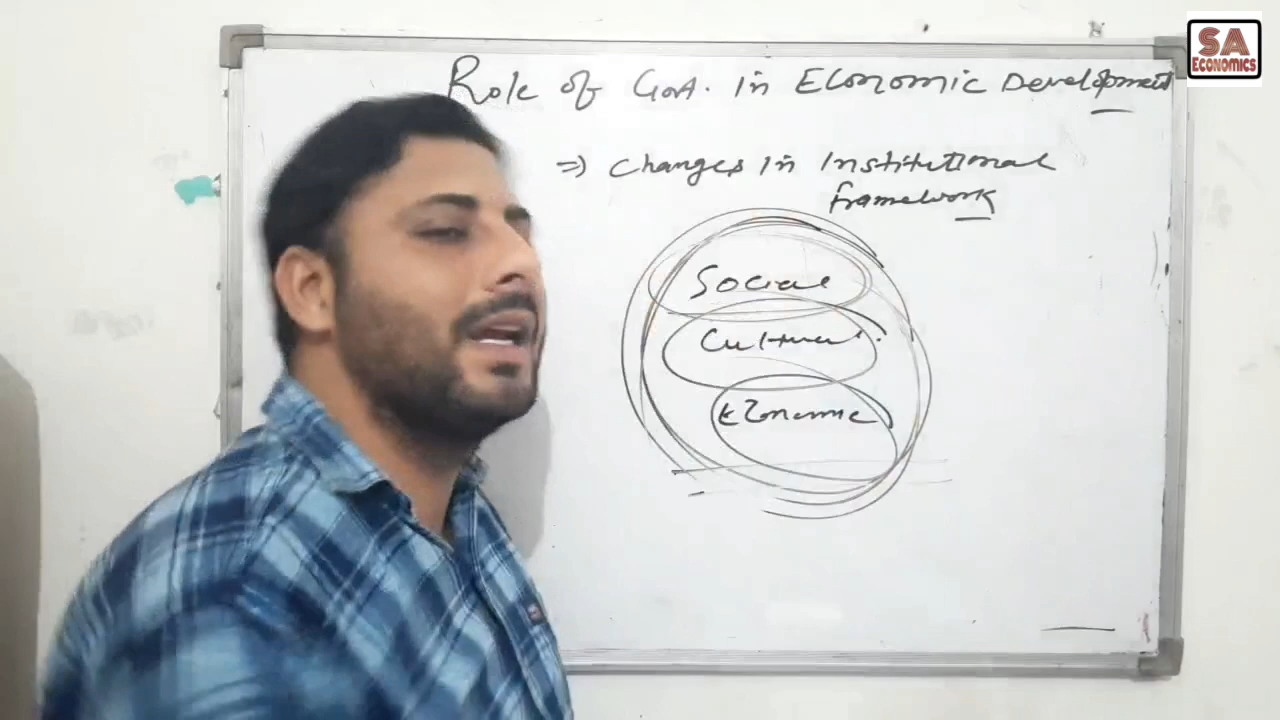 SA
ECONOMICS
Role of Govt. in Economic Development
=> Changes in Institutional
framework
Social
Cultural
Economic